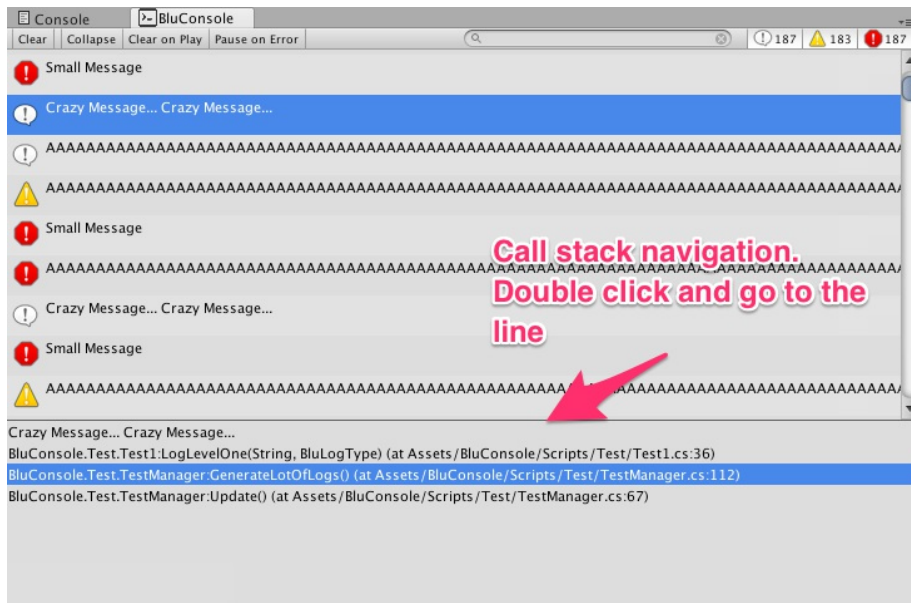 Console BluConsole
Clear Collapse Clear on Play Pause on Error 187 183 187
Small Message
Crazy Message... Crazy Message...
AAAAAAAAAAAAAAAAAAAAAAAAAAAAAAAAAAAAAAAAAAAAAAAAAAAAAAAAAAAAAAAAAAAAAAAAAAAAAAAAAAAAAA
AAAAAAAAAAAAAAAAAAAAAAAAAAAAAAAAAAAAAAAAAAAAAAAAAAAAAAAAAAAAAAAAAAAAAAAAAAAAAAAAAAAAAA
Small Message
AAAAAAAAAAAAAAAAAAAAAAAAAAAAAAAAAAAAAAAAAAAAAAAAAAAAAAAAAAAAAAAAAAAAAAAAAAAAAAAAAAAAAA
Crazy Message... Crazy Message...
Small Message
AAAAAAAAAAAAAAAAAAAAAAAAAAAAAAAAAAAAAAAAAAAAAAAAAAAAAAAAAAAAAAAAAAAAAAAAAAAAAAAAAAAAAA
Call stack navigation.
Double click and go to the
line
Crazy Message... Crazy Message...
BluConsole.Test.Test1:LogLevelOne(String, BluLogType) (at Assets/BluConsole/Scripts/Test/Test1.cs:36)
BluConsole.Test.TestManager:GenerateLotOfLogs() (at Assets/BluConsole/Scripts/Test/TestManager.cs:112)
BluConsole.Test.TestManager:Update() (at Assets/BluConsole/Scripts/Test/TestManager.cs:67)